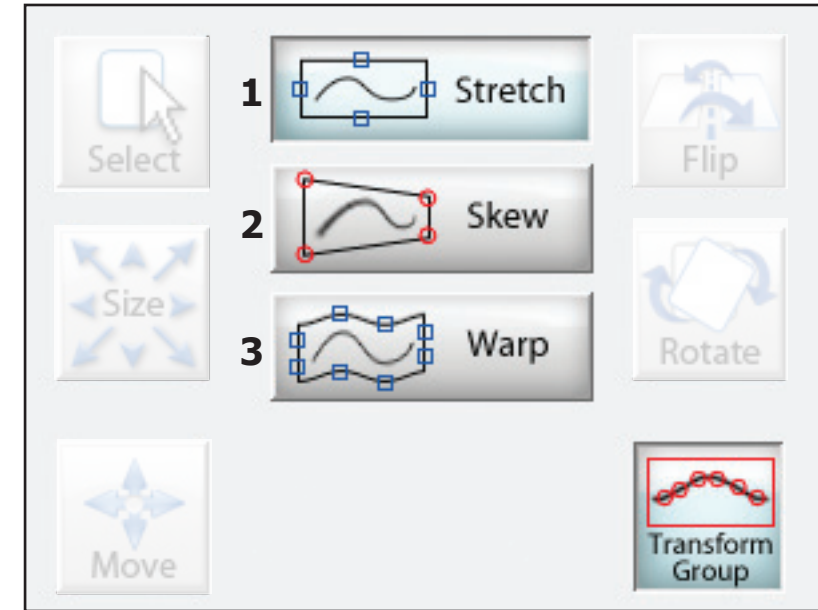 Select
1 Stretch
Flip
2 Skew
Size
3 Warp
Rotate
Move
Transform
Group